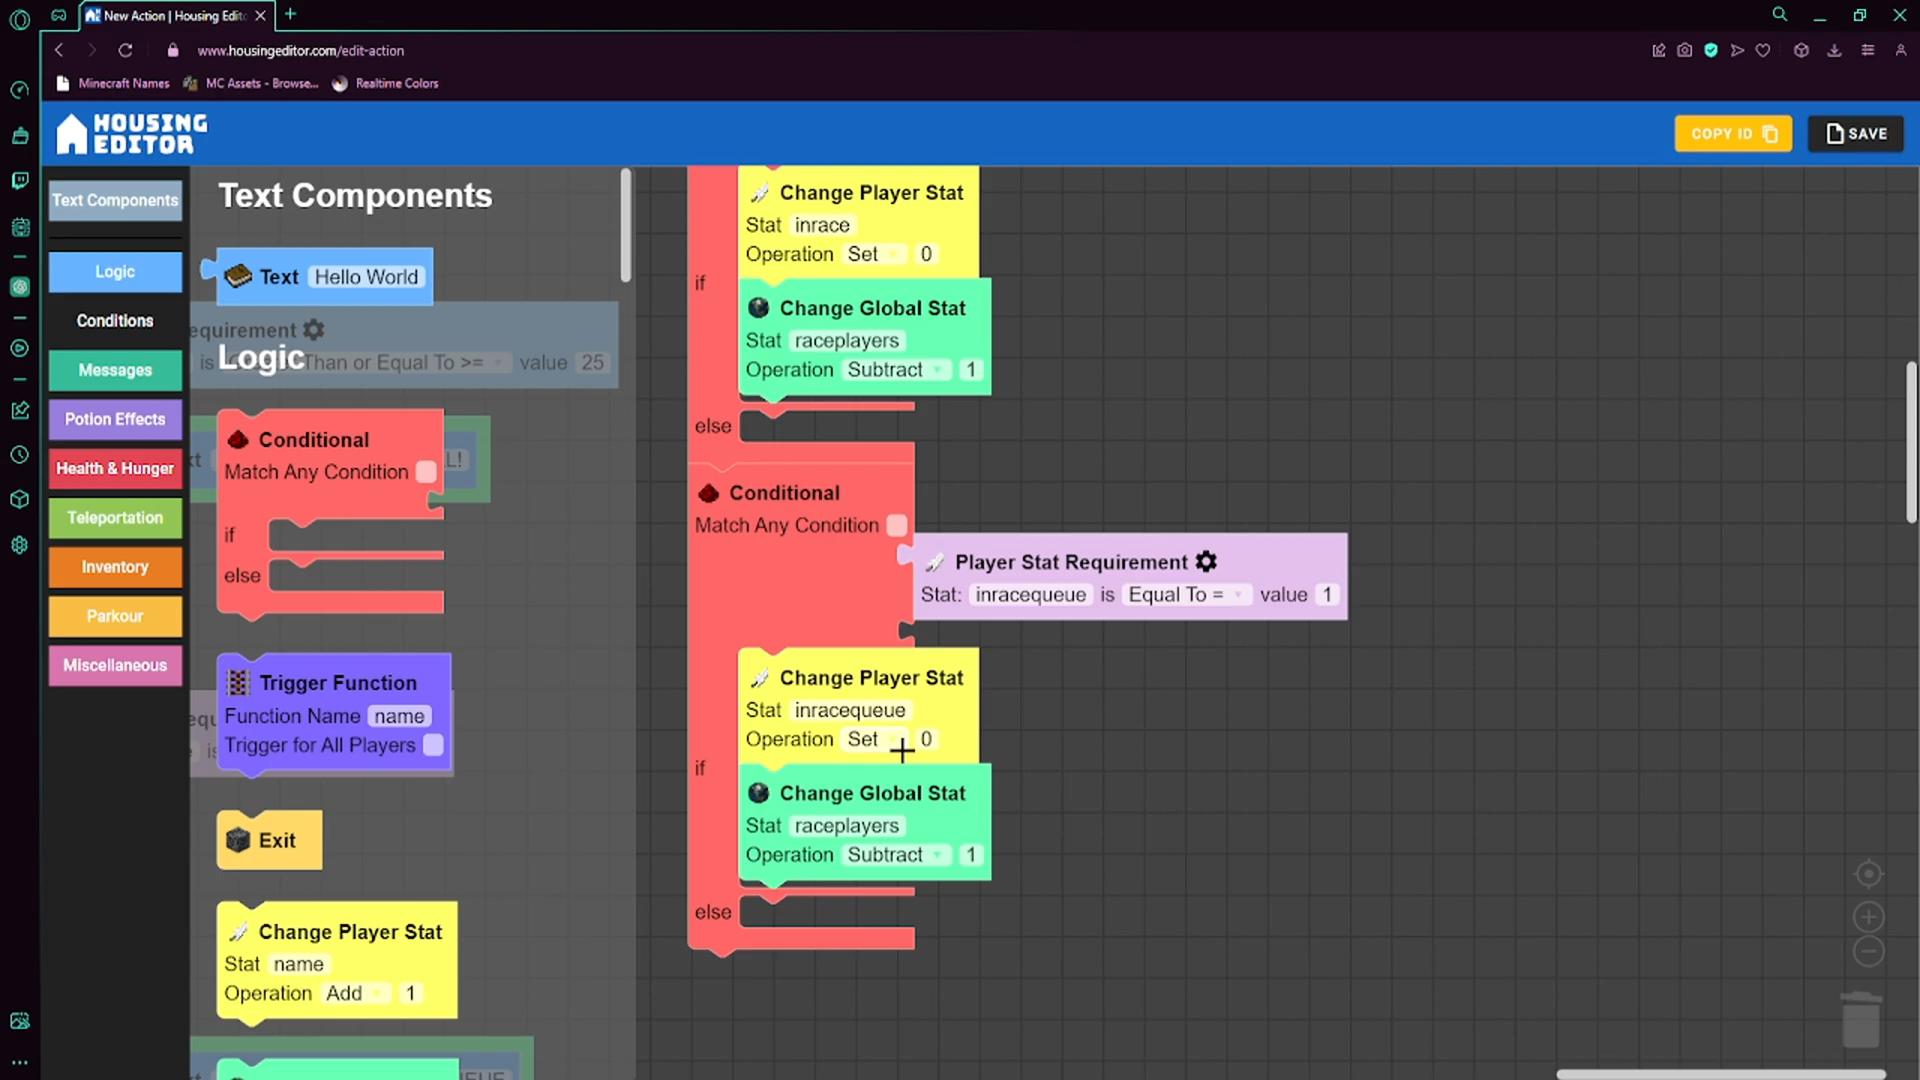 New Action | Housing Edito
www.housingeditor.com/edit-action
Minecraft Names
MC Assets - Browse...
Realtime Colors
HOUSING
EDITOR
COPY ID
SAVE
Text Components
Logic
Conditions
Messages
Potion Effects
Health & Hunger
Teleportation
Inventory
Parkour
Miscellaneous
Text Components
Text Hello World
equirement
is Than or Equal To >= value 25
Logic
L!
Conditional
Match Any Condition
if
else
Trigger Function
Function Name name
Trigger for All Players
Exit
Change Player Stat
Stat name
Operation Add 1
Change Player Stat
Stat inrace
Operation Set 0
if
Change Global Stat
Stat raceplayers
Operation Subtract 1
else
Conditional
Match Any Condition
Player Stat Requirement
Stat: inracequeue is Equal To = value 1
Change Player Stat
Stat inracequeue
Operation Set 0
if
Change Global Stat
Stat raceplayers
Operation Subtract 1
else